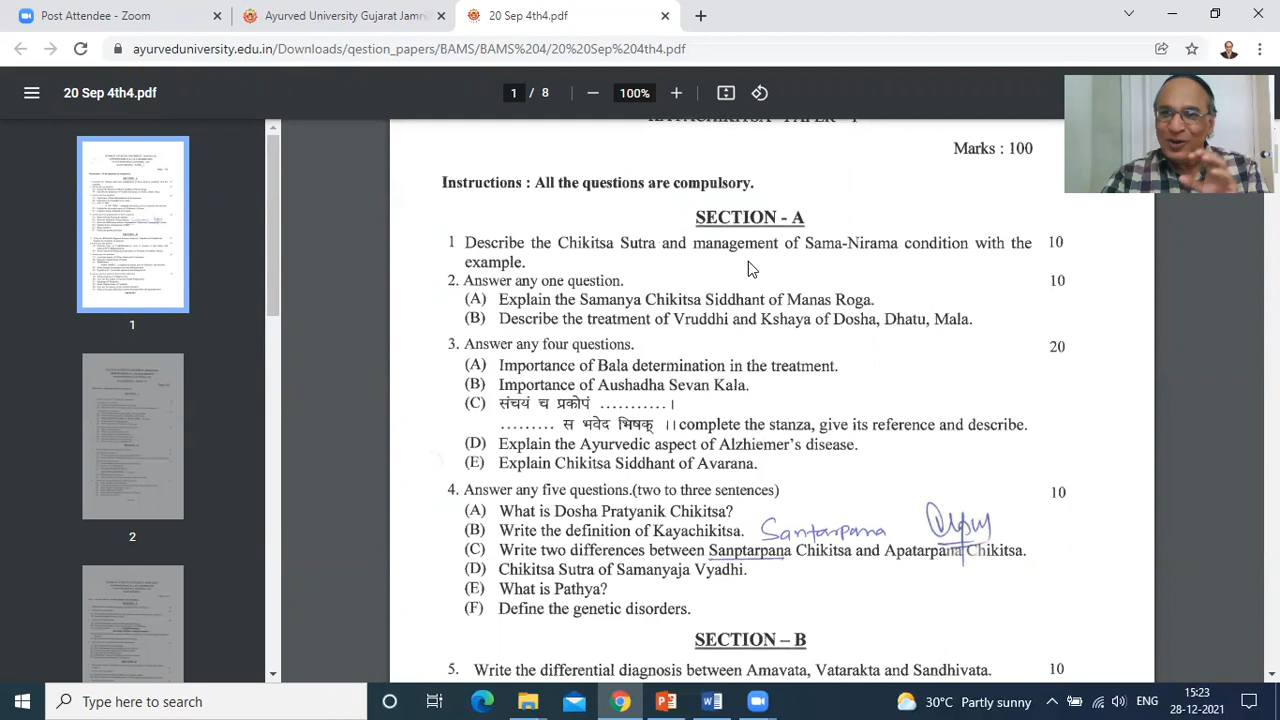 Post Attendee - Zoom
Ayurved University Gujarat Jamn
20 Sep 4th4.pdf
ayurveduniversity.edu.in/Downloads/qestion_papers/BAMS/BAMS%204/20%20Sep%204th4.pdf
20 Sep 4th4.pdf
1 / 8
100%
KAYACHIKITSA - PAPER - I
Marks : 100
Instructions : Ensome questions are compulsory.
SECTION - A
Describe the Chikitsa Sutra and management of Sama-Nirama condition with the 10
example.
2. Answer any one question. 10
(A) Explain the Samanya Chikitsa Siddhant of Manas Roga.
(B) Describe the treatment of Vruddhi and Kshaya of Dosha, Dhatu, Mala.
3. Answer any four questions. 20
(A) Importance of Bala determination in the treatment.
(B) Importance of Aushadha Sevan Kala.
(C) संचयं च प्रकोपं ...........।
......... स भवेद भिषक् ।। complete the stanza, give its reference and describe.
(D) Explain the Ayurvedic aspect of Alzhiemer's disease.
(E) Explain Chikitsa Siddhant of Avarana.
4. Answer any five questions.(two to three sentences) 10
(A) What is Dosha Pratyanik Chikitsa?
(B) Write the definition of Kayachikitsa. Santarpana
(C) Write two differences between Sanptarpana Chikitsa and Apatarpana Chikitsa.
(D) Chikitsa Sutra of Samanyaja Vyadhi.
(E) What is Pathya?
(F) Define the genetic disorders.
SECTION – B
5. Write the differential diagnosis between Amavata, Vatarakta and Sandhivata. 10
1
2
Type here to search
30°C Partly sunny
ENG
15:23
28-12-2021